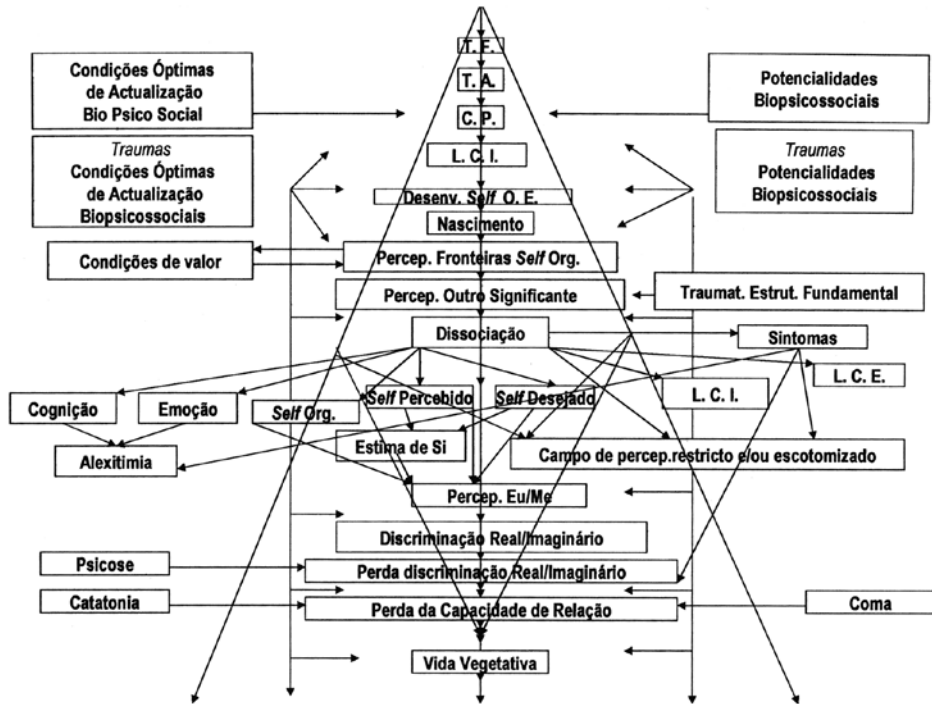 T. F.
Condições Óptimas
de Actualização
Bio Psico Social
T. A.
Potencialidades
Biopsicossociais
C. P.
Traumas
Condições Óptimas
de Actualização
Biopsicossociais
L. C. I.
Traumas
Potencialidades
Biopsicossociais
Desenv. Self O. E.
Nascimento
Condições de valor
Percep. Fronteiras Self Org.
Percep. Outro Significante
Traumat. Estrut. Fundamental
Dissociação
Sintomas
L. C. E.
Cognição
Emoção
Self Org.
Self Percebido
Self Desejado
L. C. I.
Estima de Si
Alexitimia
Campo de percep.restricto e/ou escotomizado
Percep. Eu/Me
Discriminação Real/Imaginário
Psicose
Perda discriminação Real/Imaginário
Catatonia
Perda da Capacidade de Relação
Coma
Vida Vegetativa